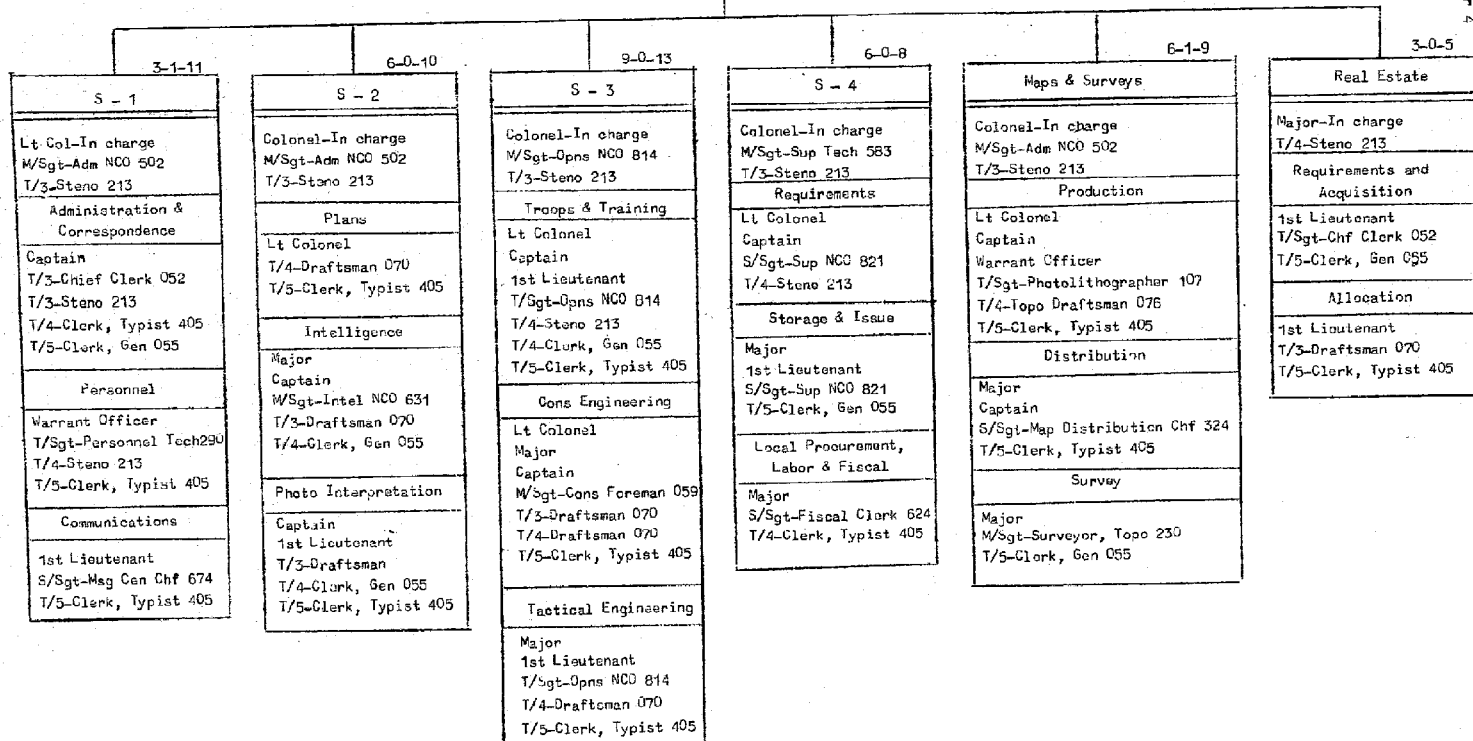 3-1-11
S - 1
Lt Col-In charge
M/Sgt-Adm NCO 502
T/3-Steno 213
Administration &
Correspondence
Captain
T/3-Chief Clerk 052
T/3-Steno 213
T/4-Clerk, Typist 405
T/5-Clerk, Gen 055
Personnel
Warrant Officer
T/Sgt-Personnel Tech290
T/4-Steno 213
T/5-Clerk, Typist 405
Communications
1st Lieutenant
S/Sgt-Msg Cen Chf 674
T/5-Clerk, Typist 405
6-0-10
S - 2
Colonel-In charge
M/Sgt-Adm NCO 502
T/3-Steno 213
Plans
Lt Colonel
T/4-Draftsman 070
T/5-Clerk, Typist 405
Intelligence
Major
Captain
M/Sgt-Intel NCO 631
T/3-Draftsman 070
T/4-Clerk, Gen 055
Photo Interpretation
Captain
1st Lieutenant
T/3-Draftsman
T/4-Clerk, Gen 055
T/5-Clerk, Typist 405
9-0-13
S - 3
Colonel-In charge
M/Sgt-Opns NCO 814
T/3-Steno 213
Troops & Training
Lt Colonel
Captain
1st Lieutenant
T/Sgt-Opns NCO 814
T/4-Steno 213
T/4-Clerk, Gen 055
T/5-Clerk, Typist 405
Cons Engineering
Lt Colonel
Major
Captain
M/Sgt-Cons Foreman 059
T/3-Draftsman 070
T/4-Draftsman 070
T/5-Clerk, Typist 405
Tactical Engineering
Major
1st Lieutenant
T/Sgt-Opns NCO 814
T/4-Draftsman 070
T/5-Clerk, Typist 405
6-0-8
S - 4
Colonel-In charge
M/Sgt-Sup Tech 583
T/3-Steno 213
Requirements
Lt Colonel
Captain
S/Sgt-Sup NCO 821
T/4-Steno 213
Storage & Issue
Major
1st Lieutenant
S/Sgt-Sup NCO 821
T/5-Clerk, Gen 055
Local Procurement,
Labor & Fiscal
Major
S/Sgt-Fiscal Clerk 624
T/4-Clerk, Typist 405
6-1-9
Maps & Surveys
Colonel-In charge
M/Sgt-Adm NCO 502
T/3-Steno 213
Production
Lt Colonel
Captain
Warrant Officer
T/Sgt-Photolithographer 107
T/4-Topo Draftsman 076
T/5-Clerk, Typist 405
Distribution
Major
Captain
S/Sgt-Map Distribution Chf 324
T/5-Clerk, Typist 405
Survey
Major
M/Sgt-Surveyor, Topo 230
T/5-Clerk, Gen 055
3-0-5
Real Estate
Major-In charge
T/4-Steno 213
Requirements and
Acquisition
1st Lieutenant
T/Sgt-Chf Clerk 052
T/5-Clerk, Gen 055
Allocation
1st Lieutenant
T/3-Draftsman 070
T/5-Clerk, Typist 405